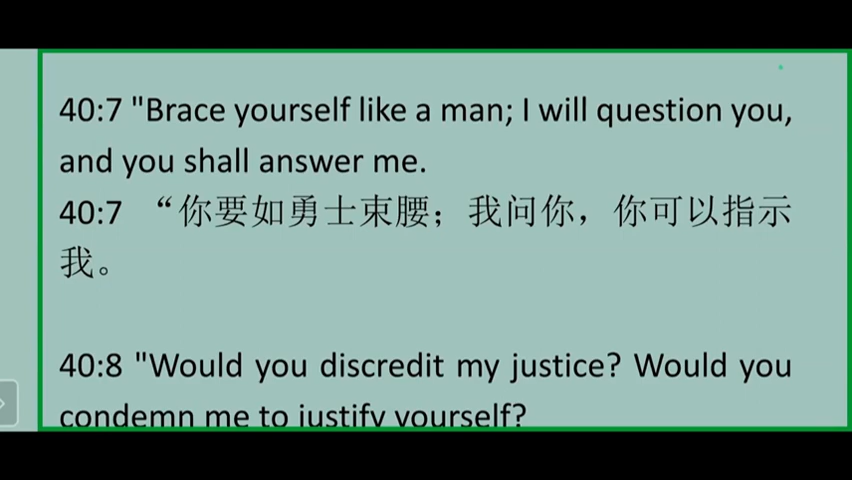 40:7 "Brace yourself like a man; I will question you,
and you shall answer me.
40:7 “你要如勇士束腰；我问你，你可以指示
我。
40:8 "Would you discredit my justice? Would you
condemn me to justify yourself?